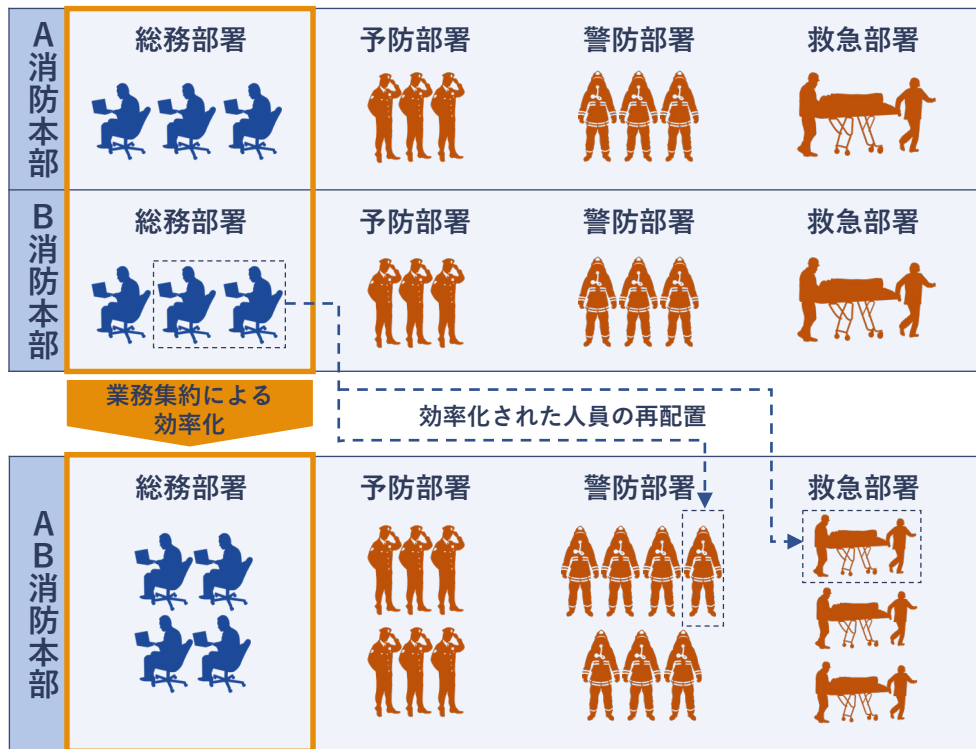 A消防本部
総務部署
予防部署
警防部署
救急部署
B消防本部
総務部署
予防部署
警防部署
救急部署
業務集約による
効率化
効率化された人員の再配置
AB消防本部
総務部署
予防部署
警防部署
救急部署